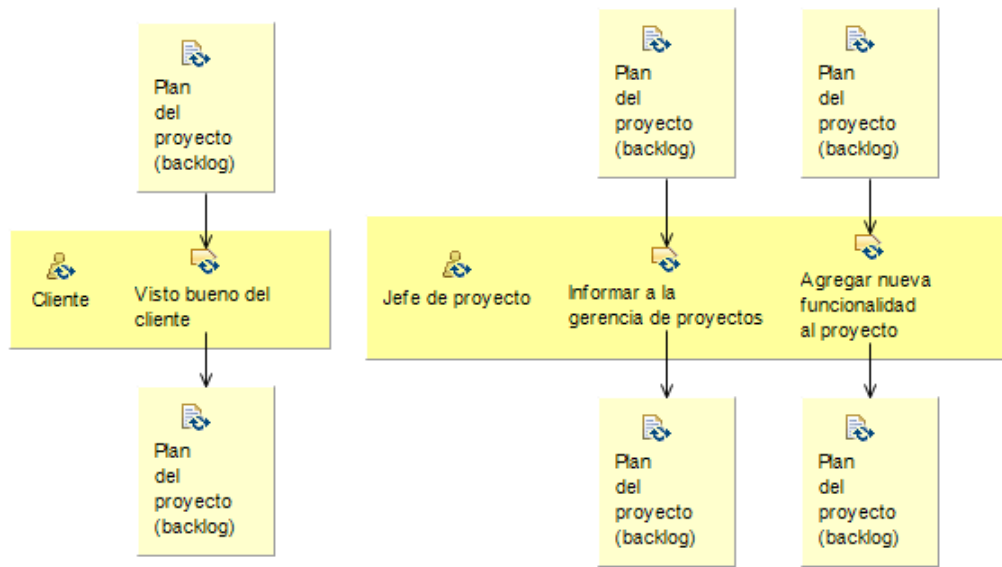 Plan
del
proyecto
(backlog)
Plan
del
proyecto
(backlog)
Plan
del
proyecto
(backlog)
Cliente
Visto bueno del
cliente
Jefe de proyecto
Informar a la
gerencia de proyectos
Agregar nueva
funcionalidad
al proyecto
Plan
del
proyecto
(backlog)
Plan
del
proyecto
(backlog)
Plan
del
proyecto
(backlog)